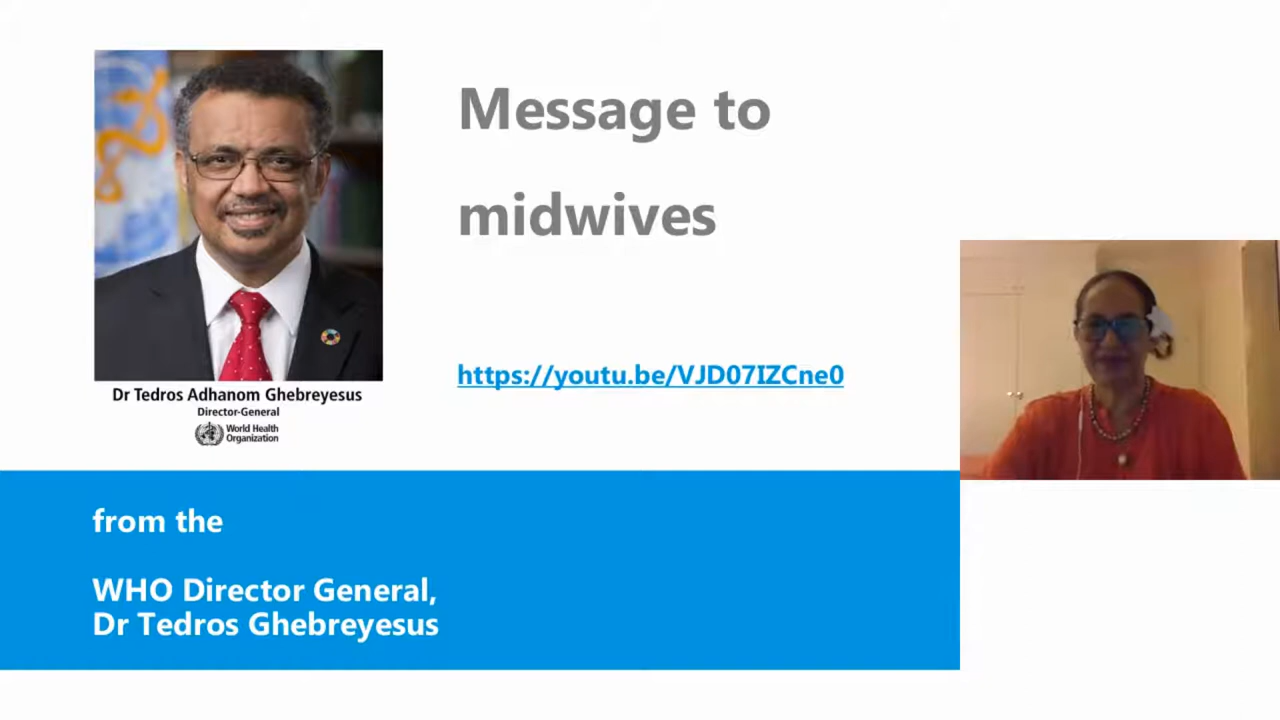 Message to
midwives
https://youtu.be/VJD07IZCne0
Dr Tedros Adhanom Ghebreyesus
Director-General
World Health
Organization
from the
WHO Director General,
Dr Tedros Ghebreyesus